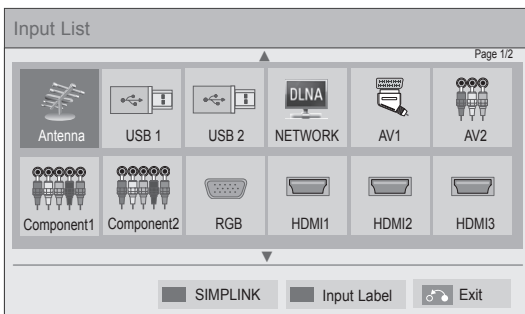 Input List
Page 1/2
DLNA
Antenna USB 1 USB 2 NETWORK AV1 AV2
Component1 Component2 RGB HDMI1 HDMI2 HDMI3
SIMPLINK Input Label Exit